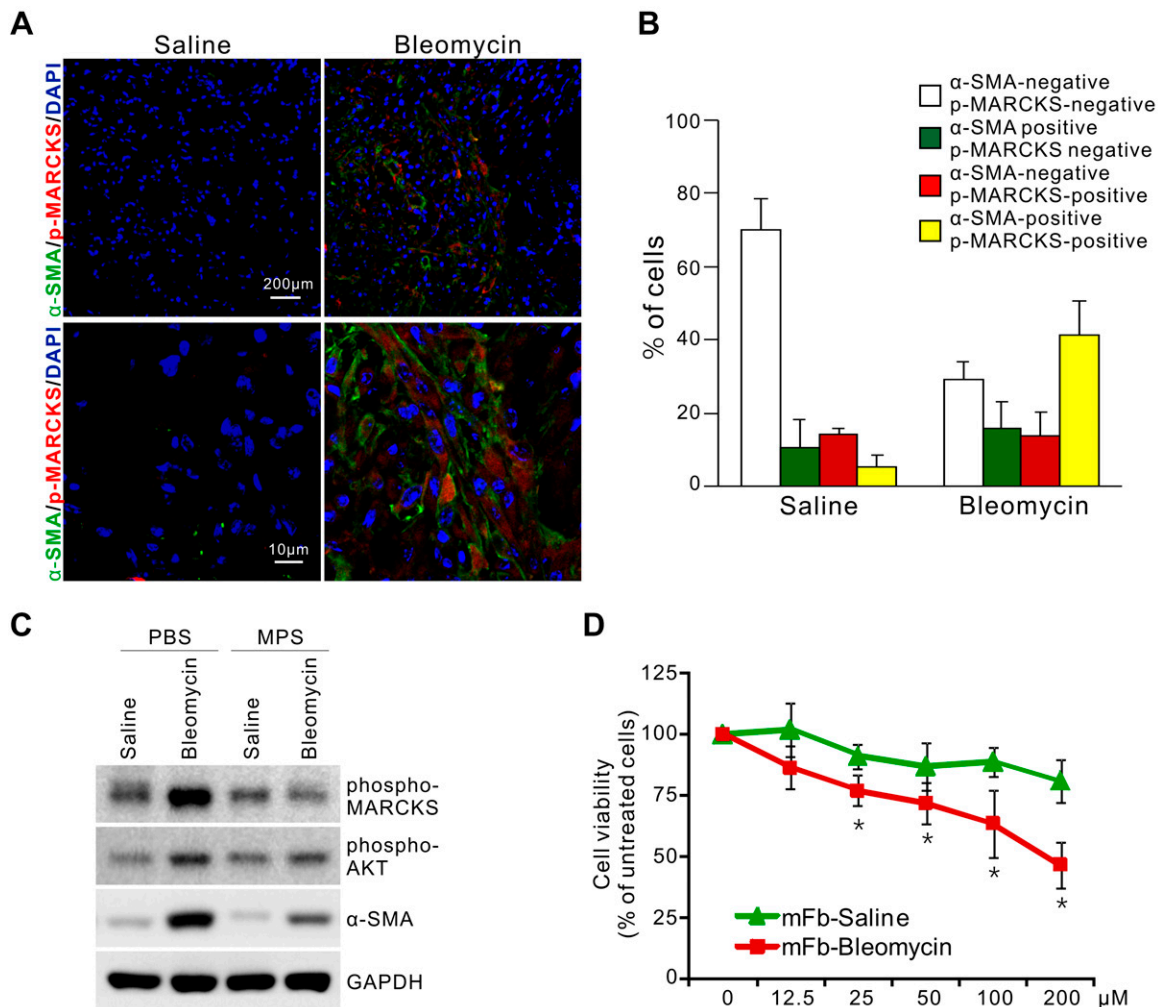 A
Saline
Bleomycin
α-SMA/p-MARCKS/DAPI
200µm
α-SMA/p-MARCKS/DAPI
10µm
B
α-SMA-negative
p-MARCKS-negative
α-SMA positive
p-MARCKS negative
α-SMA-negative
p-MARCKS-positive
α-SMA-positive
p-MARCKS-positive
% of cells
100
80
60
40
20
0
Saline
Bleomycin
C
PBS
MPS
Saline
Bleomycin
Saline
Bleomycin
phospho-
MARCKS
phospho-
AKT
α-SMA
GAPDH
D
Cell viability
(% of untreated cells)
125
100
75
50
25
0
*
*
*
*
mFb-Saline
mFb-Bleomycin
0 12.5 25 50 100 200 µM